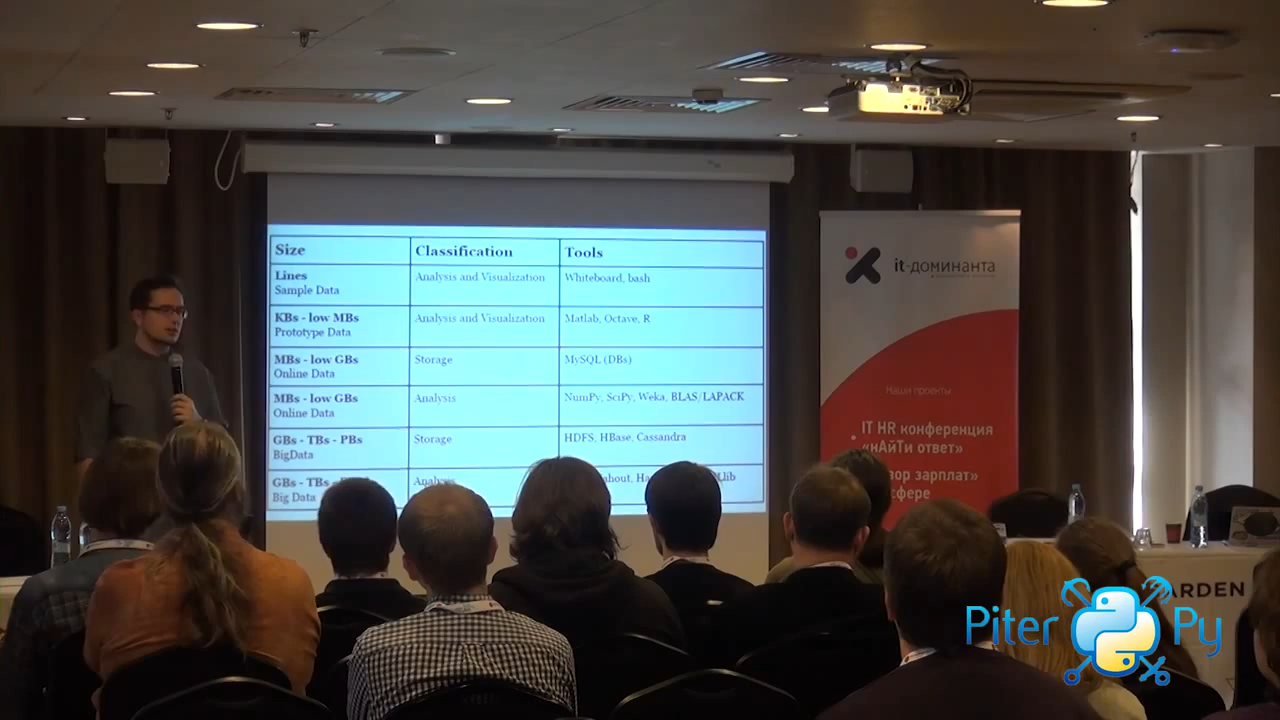 Size Classification Tools
Lines Analysis and Visualization Whiteboard, bash
Sample Data
KBs - low MBs Analysis and Visualization Matlab, Octave, R
Prototype Data
MBs - low GBs Storage MySQL (DBs)
Online Data
MBs - low GBs Analysis NumPy, SciPy, Weka, BLAS/LAPACK
Online Data
GBs - TBs - PBs Storage HDFS, HBase, Cassandra
BigData
GBs - TBs -
Big Data
it-доминанта
Наши проекты
IT HR конференция
«нАйТи ответ»
зарплат»
Piter Py
ARDEN